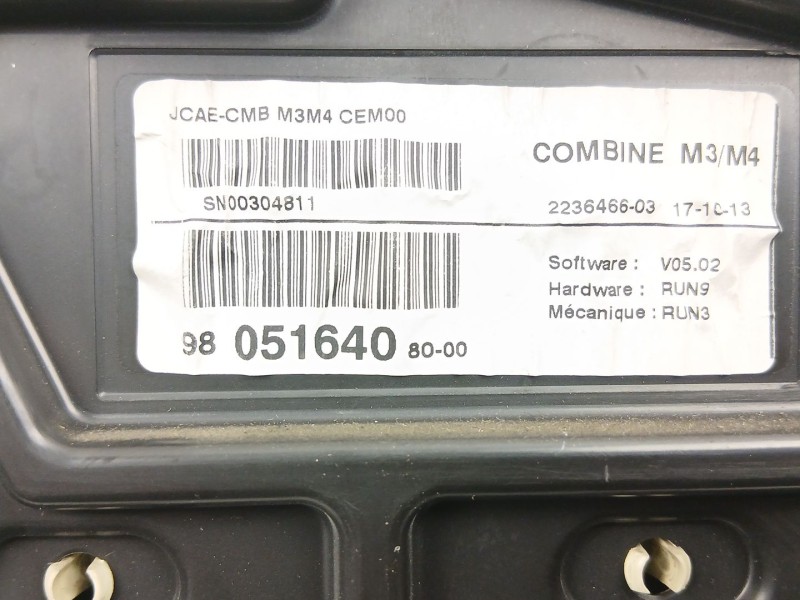 JCAE-CMB M3M4 CEM00
COMBINE M3/M4
SN00304811
2236466-03 17-10-13
Software : V05.02
Hardware : RUN9
Mécanique : RUN3
98 051640 80-00